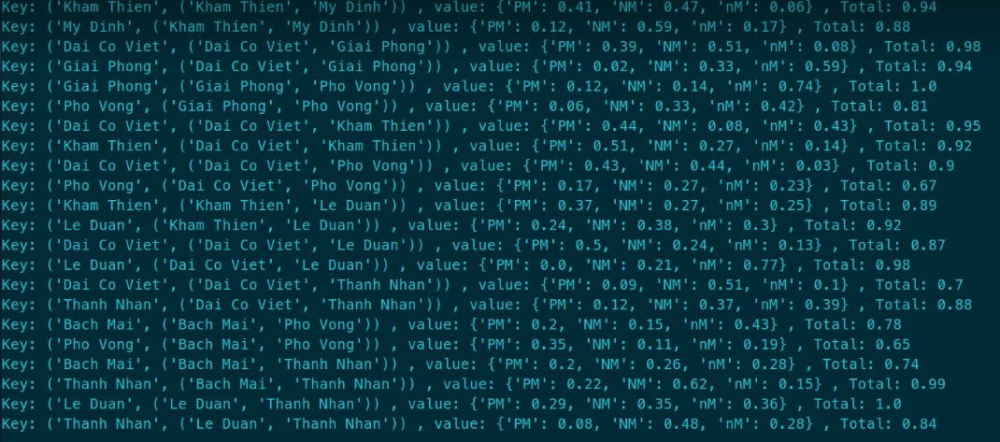 Key: ('Kham Thien', ('Kham Thien', 'My Dinh')) , value: {'PM': 0.41, 'NM': 0.47, 'nM': 0.06} , Total: 0.94
Key: ('My Dinh', ('Kham Thien', 'My Dinh')) , value: {'PM': 0.12, 'NM': 0.59, 'nM': 0.17} , Total: 0.88
Key: ('Dai Co Viet', ('Dai Co Viet', 'Giai Phong')) , value: {'PM': 0.39, 'NM': 0.51, 'nM': 0.08} , Total: 0.98
Key: ('Giai Phong', ('Dai Co Viet', 'Giai Phong')) , value: {'PM': 0.02, 'NM': 0.33, 'nM': 0.59} , Total: 0.94
Key: ('Giai Phong', ('Giai Phong', 'Pho Vong')) , value: {'PM': 0.12, 'NM': 0.14, 'nM': 0.74} , Total: 1.0
Key: ('Pho Vong', ('Giai Phong', 'Pho Vong')) , value: {'PM': 0.06, 'NM': 0.33, 'nM': 0.42} , Total: 0.81
Key: ('Dai Co Viet', ('Dai Co Viet', 'Kham Thien')) , value: {'PM': 0.44, 'NM': 0.08, 'nM': 0.43} , Total: 0.95
Key: ('Kham Thien', ('Dai Co Viet', 'Kham Thien')) , value: {'PM': 0.51, 'NM': 0.27, 'nM': 0.14} , Total: 0.92
Key: ('Dai Co Viet', ('Dai Co Viet', 'Pho Vong')) , value: {'PM': 0.43, 'NM': 0.44, 'nM': 0.03} , Total: 0.9
Key: ('Pho Vong', ('Dai Co Viet', 'Pho Vong')) , value: {'PM': 0.17, 'NM': 0.27, 'nM': 0.23} , Total: 0.67
Key: ('Kham Thien', ('Kham Thien', 'Le Duan')) , value: {'PM': 0.37, 'NM': 0.27, 'nM': 0.25} , Total: 0.89
Key: ('Le Duan', ('Kham Thien', 'Le Duan')) , value: {'PM': 0.24, 'NM': 0.38, 'nM': 0.3} , Total: 0.92
Key: ('Dai Co Viet', ('Dai Co Viet', 'Le Duan')) , value: {'PM': 0.5, 'NM': 0.24, 'nM': 0.13} , Total: 0.87
Key: ('Le Duan', ('Dai Co Viet', 'Le Duan')) , value: {'PM': 0.0, 'NM': 0.21, 'nM': 0.77} , Total: 0.98
Key: ('Dai Co Viet', ('Dai Co Viet', 'Thanh Nhan')) , value: {'PM': 0.09, 'NM': 0.51, 'nM': 0.1} , Total: 0.7
Key: ('Thanh Nhan', ('Dai Co Viet', 'Thanh Nhan')) , value: {'PM': 0.12, 'NM': 0.37, 'nM': 0.39} , Total: 0.88
Key: ('Bach Mai', ('Bach Mai', 'Pho Vong')) , value: {'PM': 0.2, 'NM': 0.15, 'nM': 0.43} , Total: 0.78
Key: ('Pho Vong', ('Bach Mai', 'Pho Vong')) , value: {'PM': 0.35, 'NM': 0.11, 'nM': 0.19} , Total: 0.65
Key: ('Bach Mai', ('Bach Mai', 'Thanh Nhan')) , value: {'PM': 0.2, 'NM': 0.26, 'nM': 0.28} , Total: 0.74
Key: ('Thanh Nhan', ('Bach Mai', 'Thanh Nhan')) , value: {'PM': 0.22, 'NM': 0.62, 'nM': 0.15} , Total: 0.99
Key: ('Le Duan', ('Le Duan', 'Thanh Nhan')) , value: {'PM': 0.29, 'NM': 0.35, 'nM': 0.36} , Total: 1.0
Key: ('Thanh Nhan', ('Le Duan', 'Thanh Nhan')) , value: {'PM': 0.08, 'NM': 0.48, 'nM': 0.28} , Total: 0.84